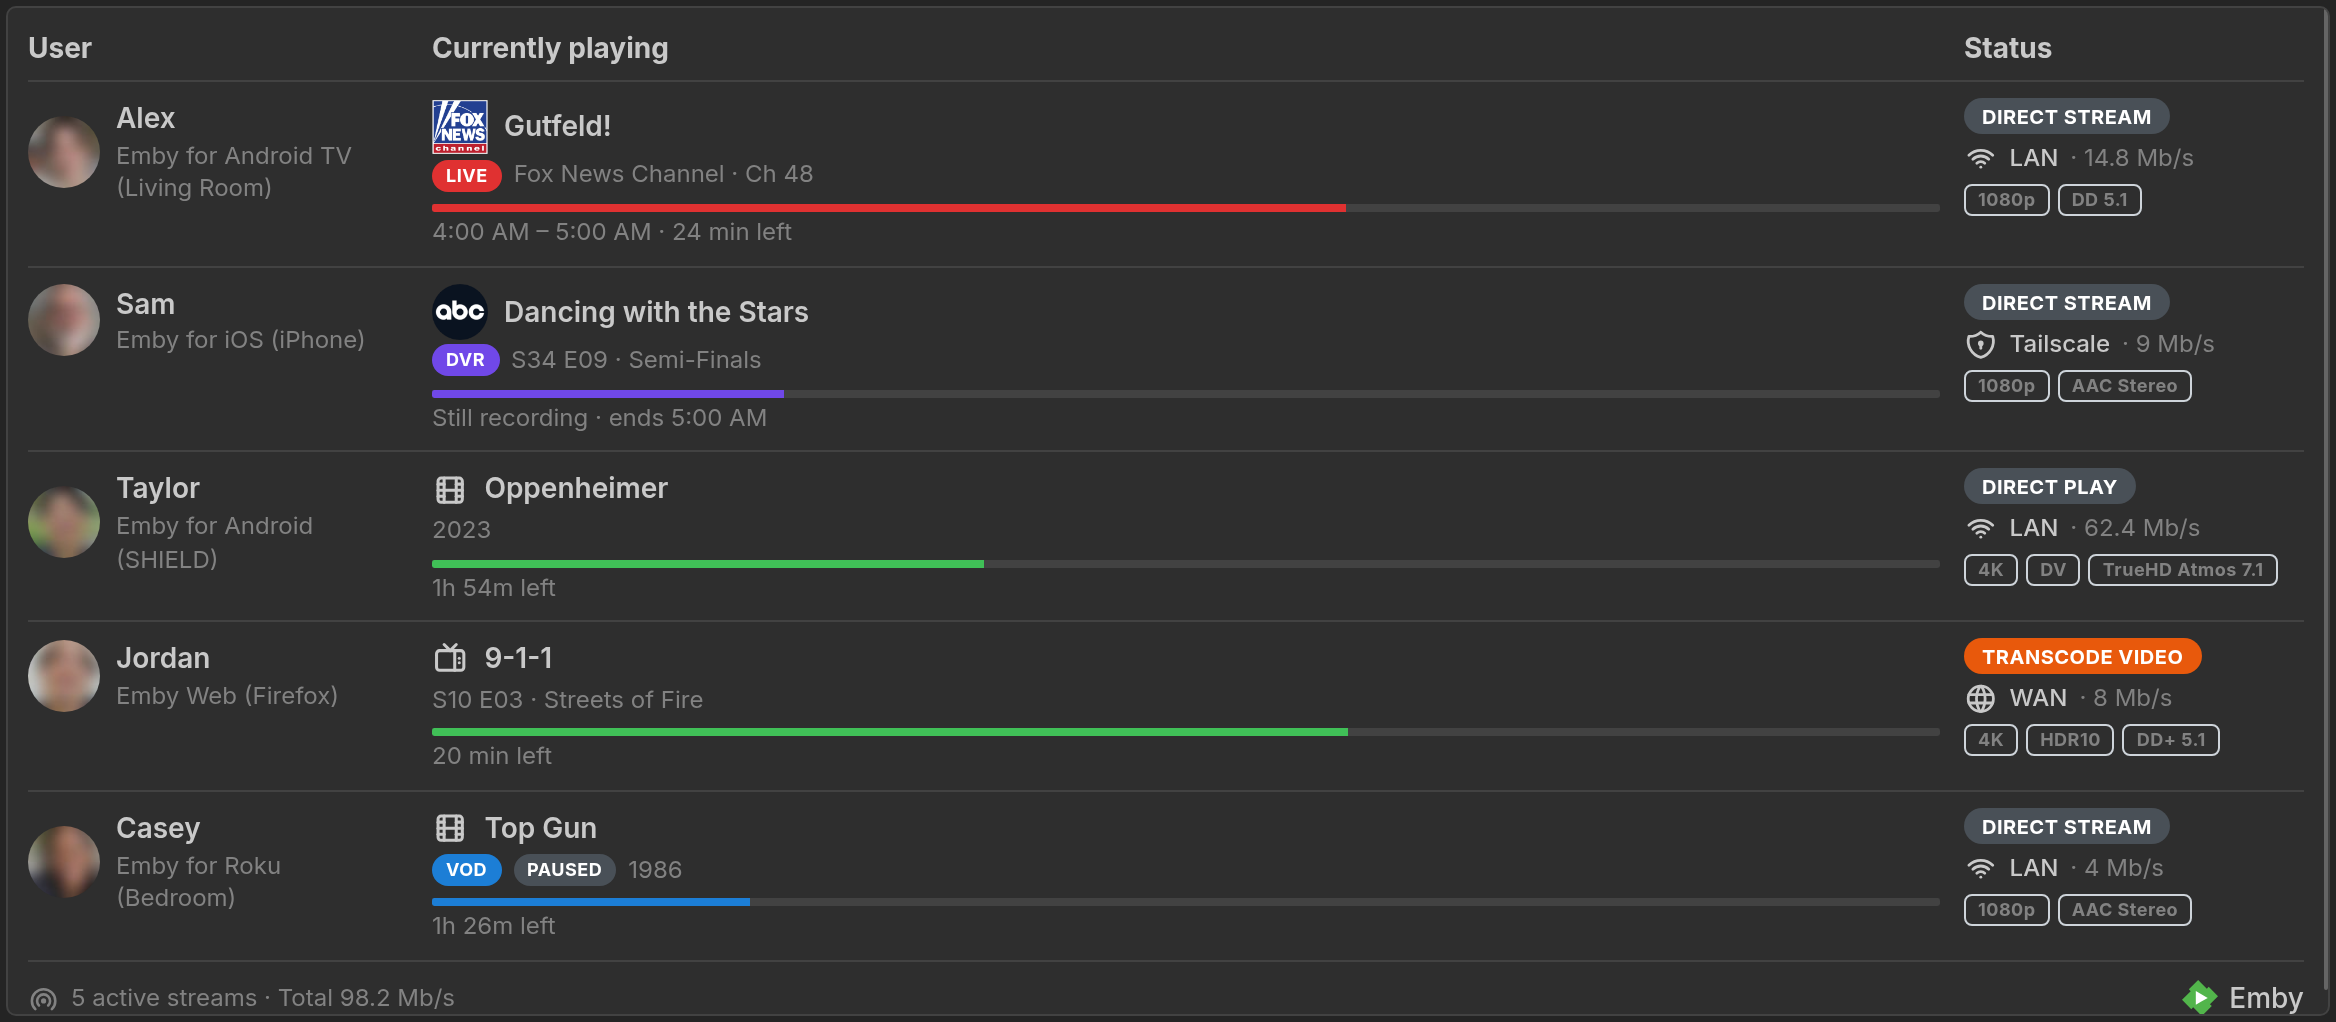 User Currently playing Status
Alex
Emby for Android TV
(Living Room)
FOX
NEWS
channel
Gutfeld!
LIVE Fox News Channel · Ch 48
4:00 AM – 5:00 AM · 24 min left
DIRECT STREAM
LAN · 14.8 Mb/s
1080p DD 5.1
Sam
Emby for iOS (iPhone)
abc Dancing with the Stars
DVR S34 E09 · Semi-Finals
Still recording · ends 5:00 AM
DIRECT STREAM
Tailscale · 9 Mb/s
1080p AAC Stereo
Taylor
Emby for Android
(SHIELD)
Oppenheimer
2023
1h 54m left
DIRECT PLAY
LAN · 62.4 Mb/s
4K DV TrueHD Atmos 7.1
Jordan
Emby Web (Firefox)
9-1-1
S10 E03 · Streets of Fire
20 min left
TRANSCODE VIDEO
WAN · 8 Mb/s
4K HDR10 DD+ 5.1
Casey
Emby for Roku
(Bedroom)
Top Gun
VOD PAUSED 1986
1h 26m left
DIRECT STREAM
LAN · 4 Mb/s
1080p AAC Stereo
5 active streams · Total 98.2 Mb/s
Emby